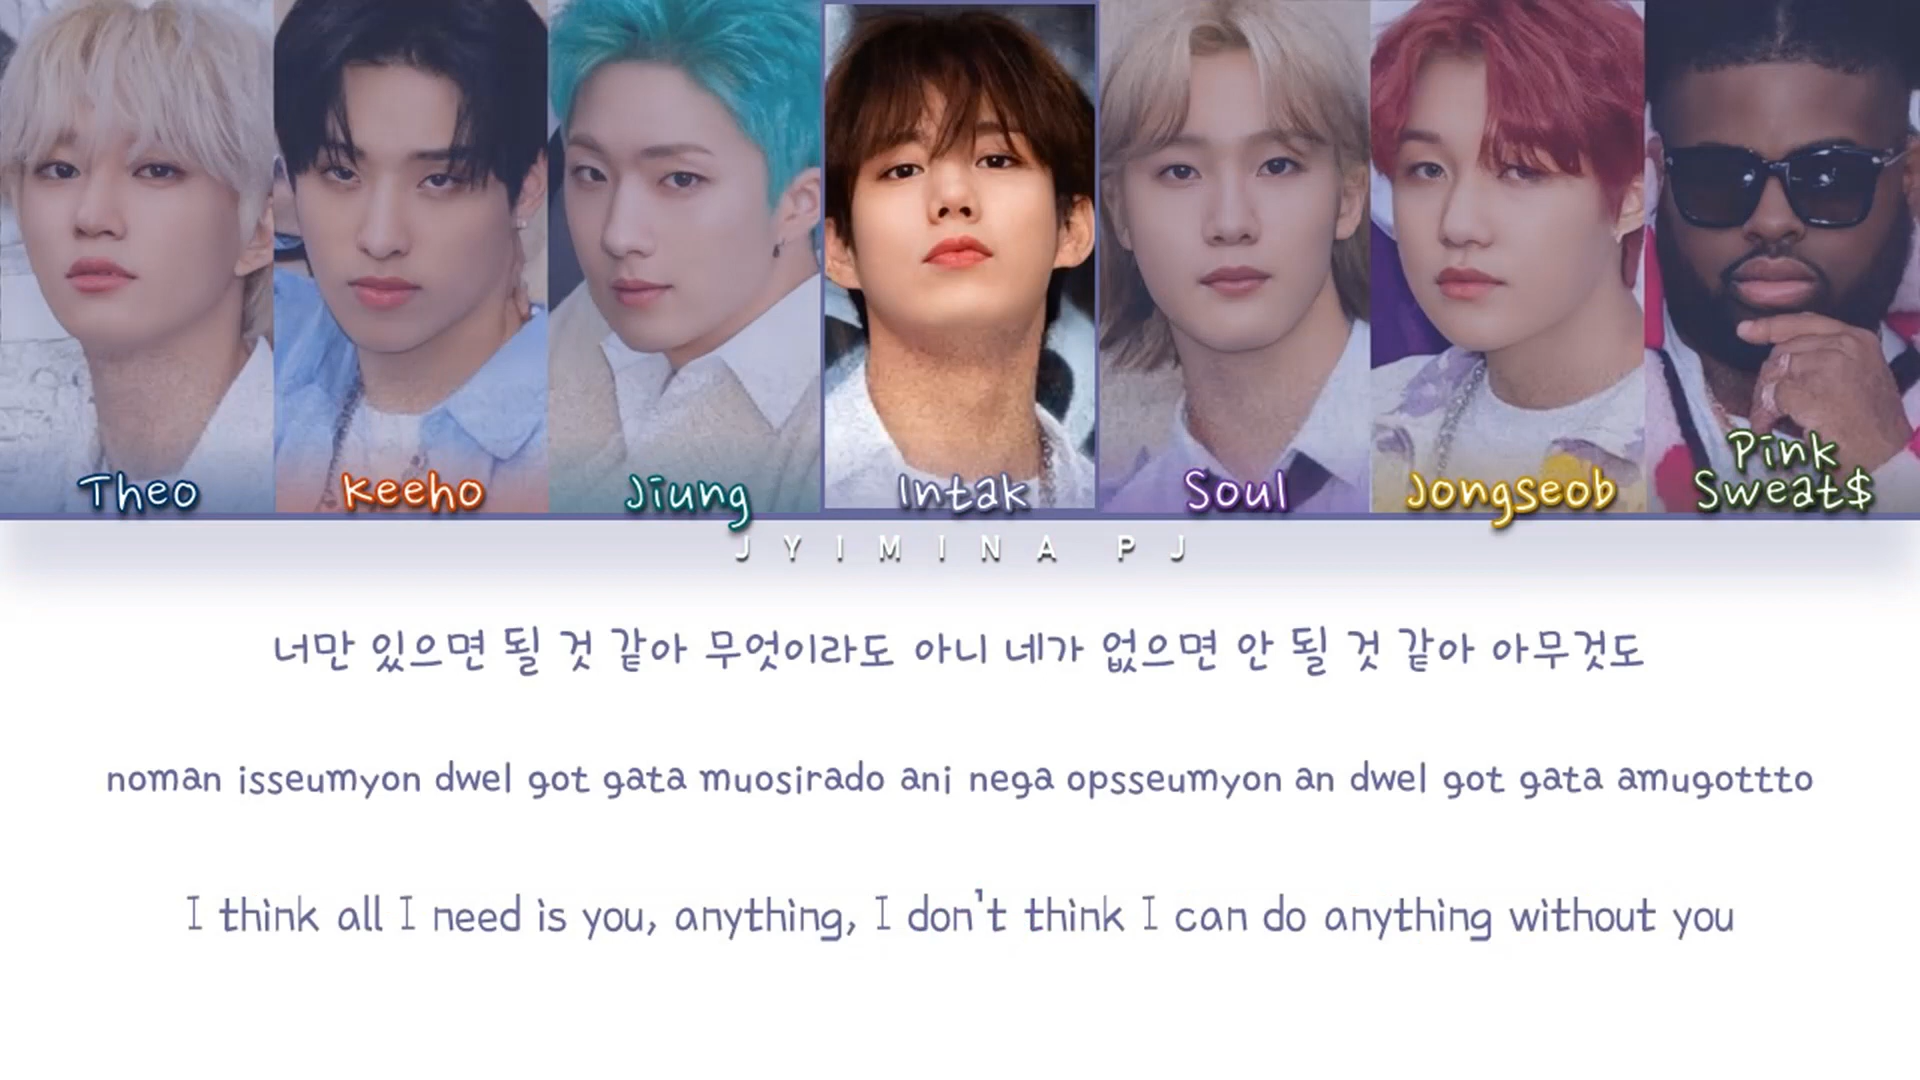 Theo Keeho Jiung Intak Soul Jongseob Pink Sweat$
JYIMINA PJ
너만 있으면 될 것 같아 무엇이라도 아니 네가 없으면 안 될 것 같아 아무것도
noman isseumyon dwel got gata muosirado ani nega opsseumyon an dwel got gata amugottto
I think all I need is you, anything, I don't think I can do anything without you